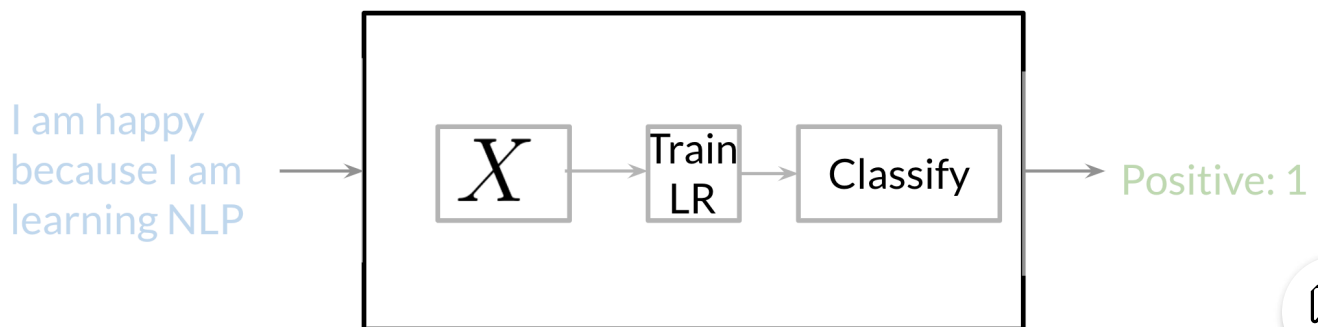 I am happy
because I am
learning NLP
X
Train
LR
Classify
Positive: 1